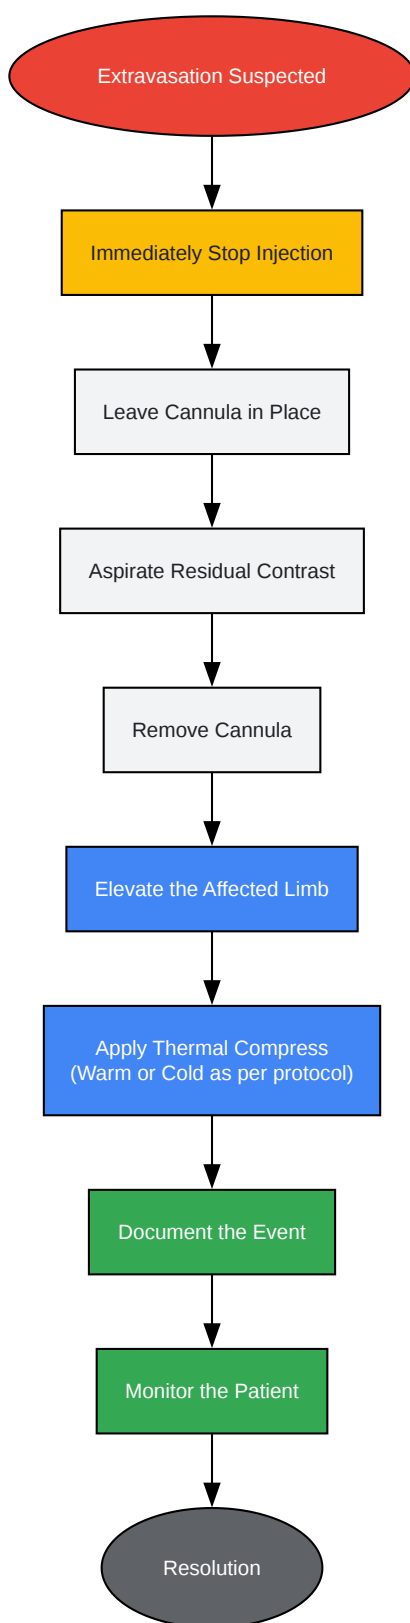 Extravasation Suspected
Immediately Stop Injection
Leave Cannula in Place
Aspirate Residual Contrast
Remove Cannula
Elevate the Affected Limb
Apply Thermal Compress
(Warm or Cold as per protocol)
Document the Event
Monitor the Patient
Resolution